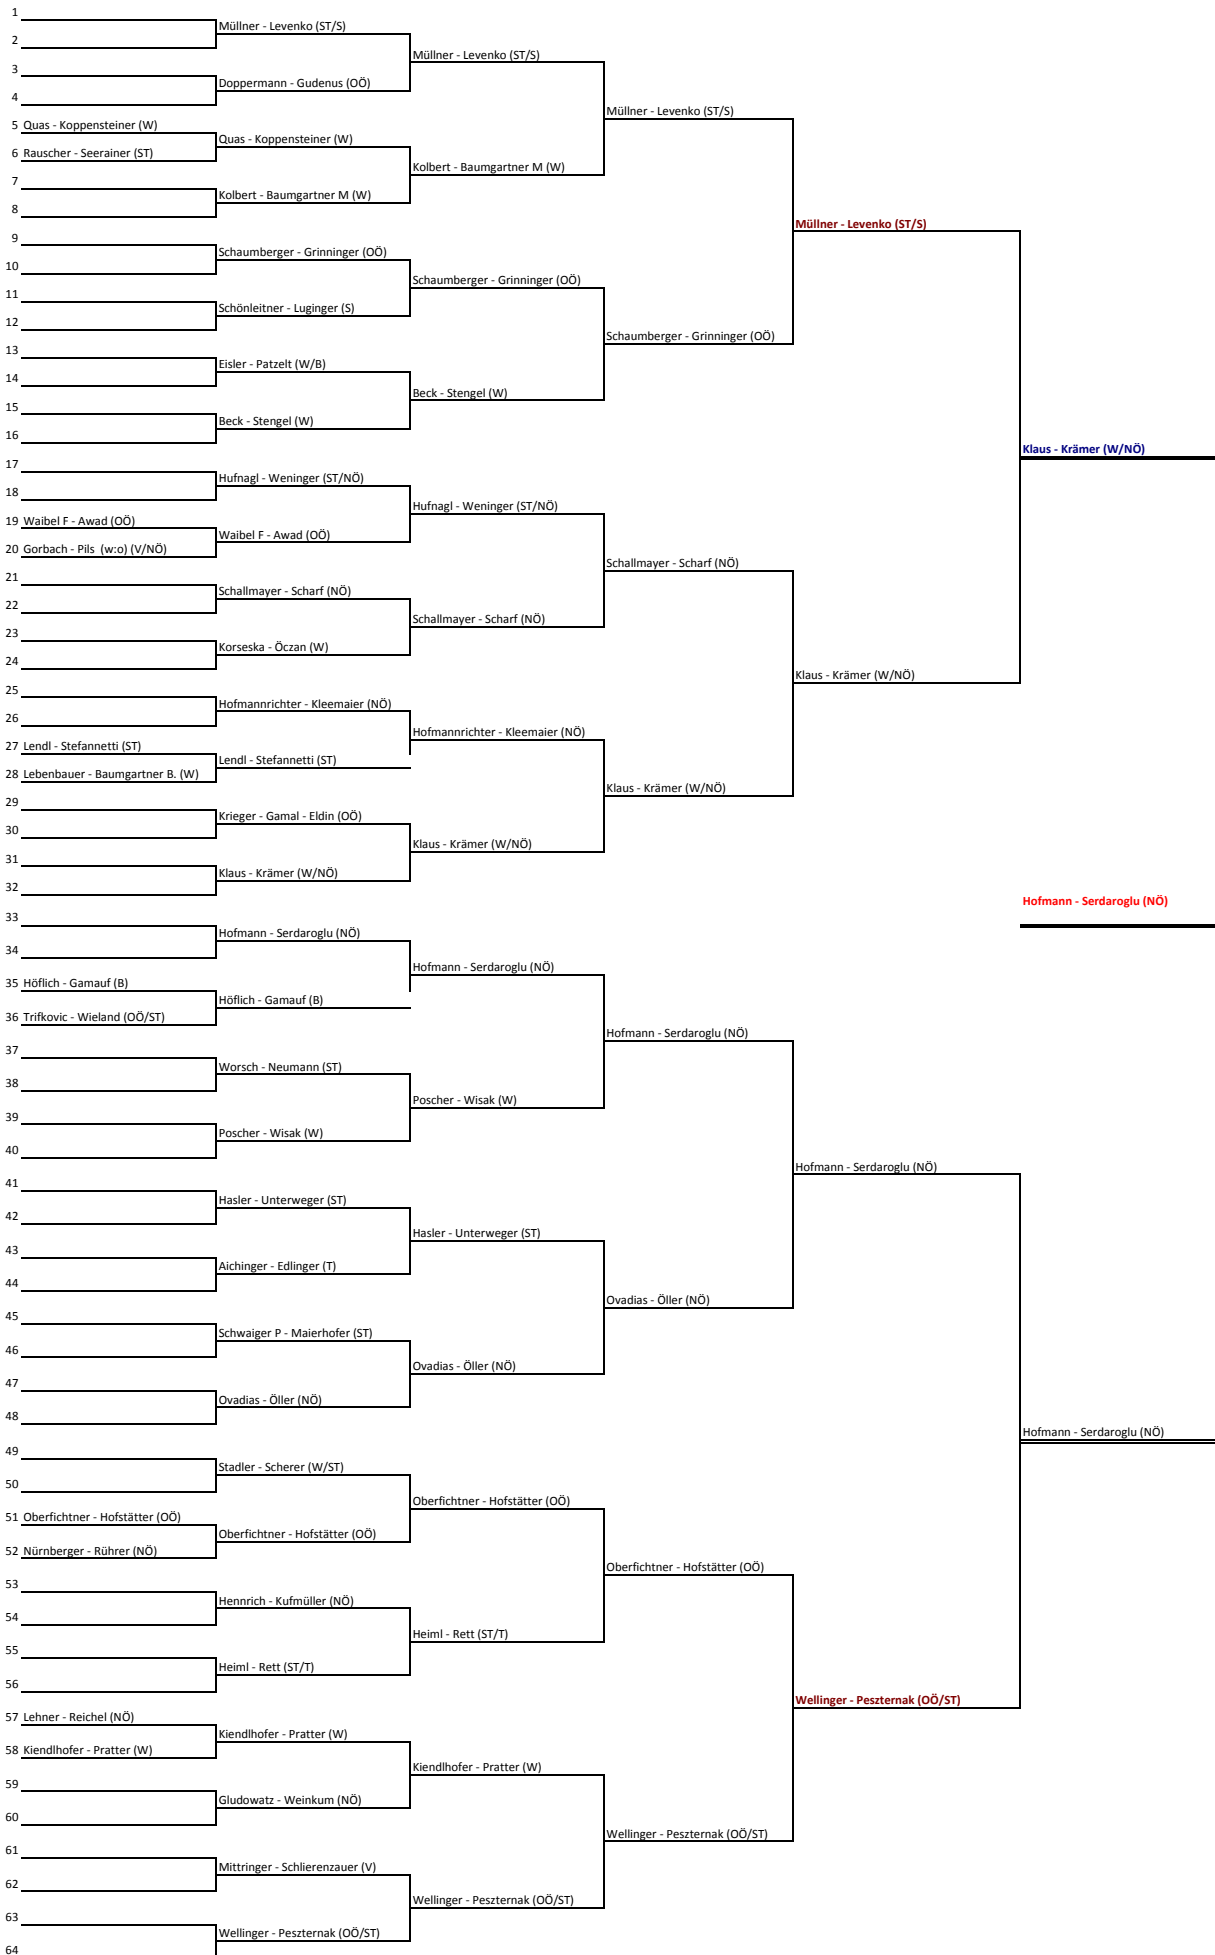 1
Müllner - Levenko (ST/S)
2
Müllner - Levenko (ST/S)
3
Doppermann - Gudenus (OÖ)
4
Müllner - Levenko (ST/S)
5 Quas - Koppensteiner (W)
Quas - Koppensteiner (W)
6 Rauscher - Seerainer (ST)
Kolbert - Baumgartner M (W)
7
Kolbert - Baumgartner M (W)
8
Müllner - Levenko (ST/S)
9
Schaumberger - Grinninger (OÖ)
10
Schaumberger - Grinninger (OÖ)
11
Schönleitner - Luginger (S)
12
Schaumberger - Grinninger (OÖ)
13
Eisler - Patzelt (W/B)
14
Beck - Stengel (W)
15
Beck - Stengel (W)
16
Klaus - Krämer (W/NÖ)
17
Hufnagl - Weninger (ST/NÖ)
18
Hufnagl - Weninger (ST/NÖ)
19 Waibel F - Awad (OÖ)
Waibel F - Awad (OÖ)
20 Gorbach - Pils (w:o) (V/NÖ)
Schallmayer - Scharf (NÖ)
21
Schallmayer - Scharf (NÖ)
22
Schallmayer - Scharf (NÖ)
23
Korseska - Öczan (W)
24
Klaus - Krämer (W/NÖ)
25
Hofmannrichter - Kleemaier (NÖ)
26
Hofmannrichter - Kleemaier (NÖ)
27 Lendl - Stefannetti (ST)
Lendl - Stefannetti (ST)
28 Lebenbauer - Baumgartner B. (W)
Klaus - Krämer (W/NÖ)
29
Krieger - Gamal - Eldin (OÖ)
30
Klaus - Krämer (W/NÖ)
31
Klaus - Krämer (W/NÖ)
32
Hofmann - Serdaroglu (NÖ)
33
Hofmann - Serdaroglu (NÖ)
34
Hofmann - Serdaroglu (NÖ)
35 Höflich - Gamauf (B)
Höflich - Gamauf (B)
36 Trifkovic - Wieland (OÖ/ST)
Hofmann - Serdaroglu (NÖ)
37
Worsch - Neumann (ST)
38
Poscher - Wisak (W)
39
Poscher - Wisak (W)
40
Hofmann - Serdaroglu (NÖ)
41
Hasler - Unterweger (ST)
42
Hasler - Unterweger (ST)
43
Aichinger - Edlinger (T)
44
Ovadias - Öller (NÖ)
45
Schwaiger P - Maierhofer (ST)
46
Ovadias - Öller (NÖ)
47
Ovadias - Öller (NÖ)
48
Hofmann - Serdaroglu (NÖ)
49
Stadler - Scherer (W/ST)
50
Oberfichtner - Hofstätter (OÖ)
51 Oberfichtner - Hofstätter (OÖ)
Oberfichtner - Hofstätter (OÖ)
52 Nürnberger - Rührer (NÖ)
Oberfichtner - Hofstätter (OÖ)
53
Hennrich - Kufmüller (NÖ)
54
Heiml - Rett (ST/T)
55
Heiml - Rett (ST/T)
56
Wellinger - Peszternak (OÖ/ST)
57 Lehner - Reichel (NÖ)
Kiendlhofer - Pratter (W)
58 Kiendlhofer - Pratter (W)
Kiendlhofer - Pratter (W)
59
Gludowatz - Weinkum (NÖ)
60
Wellinger - Peszternak (OÖ/ST)
61
Mittringer - Schlierenzauer (V)
62
Wellinger - Peszternak (OÖ/ST)
63
Wellinger - Peszternak (OÖ/ST)
64